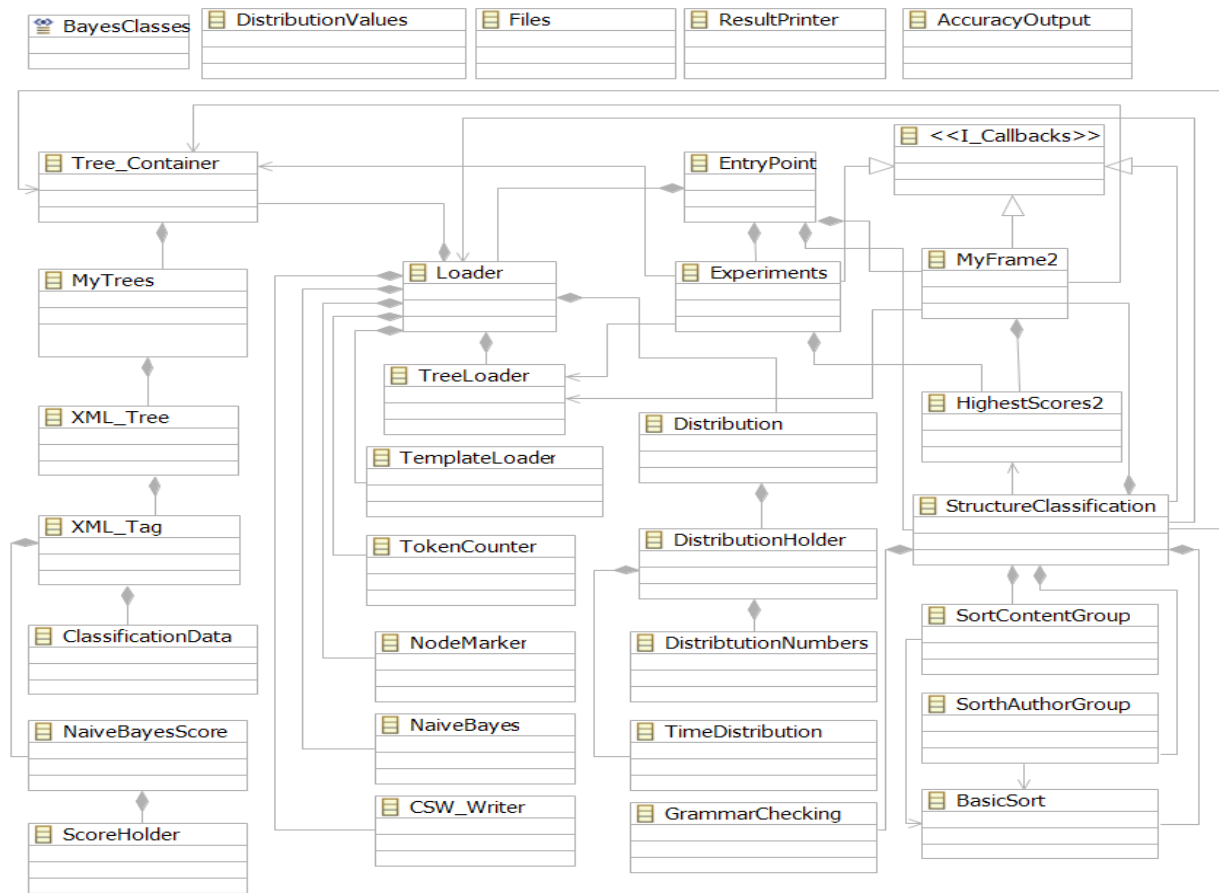 BayesClasses
DistributionValues
Files
ResultPrinter
AccuracyOutput
Tree_Container
EntryPoint
<<I_Callbacks>>
MyTrees
Loader
Experiments
MyFrame2
TreeLoader
HighestScores2
XML_Tree
Distribution
TemplateLoader
StructureClassification
XML_Tag
TokenCounter
DistributionHolder
ClassificationData
NodeMarker
DistribtutionNumbers
SortContentGroup
NaiveBayesScore
NaiveBayes
TimeDistribution
SorthAuthorGroup
ScoreHolder
CSW_Writer
GrammarChecking
BasicSort